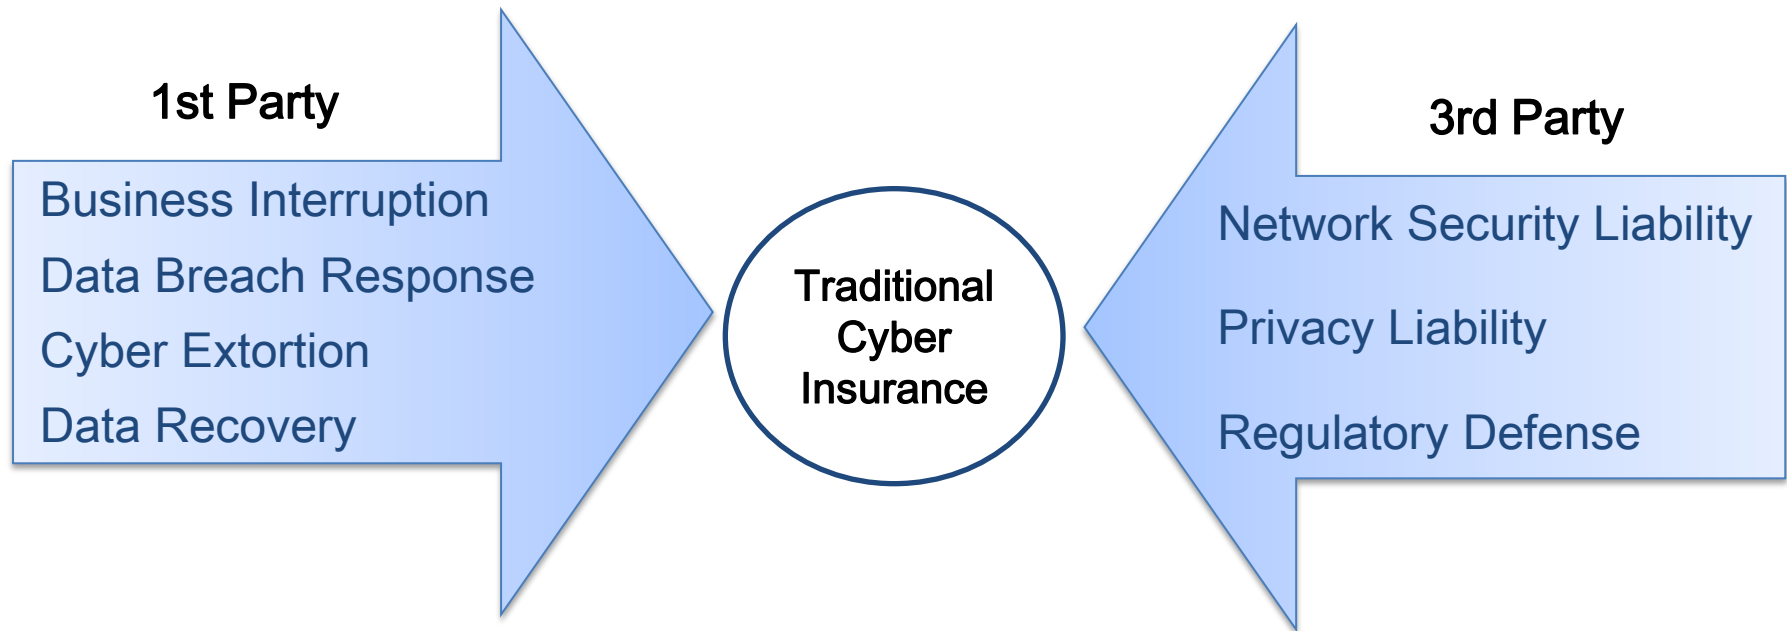 1st Party
Business Interruption
Data Breach Response
Cyber Extortion
Data Recovery
Traditional
Cyber
Insurance
3rd Party
Network Security Liability
Privacy Liability
Regulatory Defense